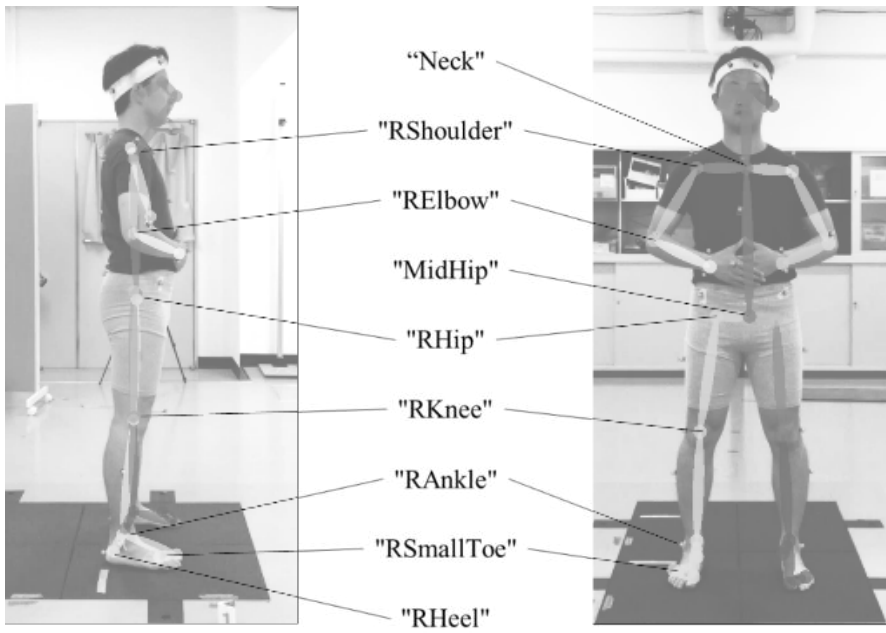 “Neck"
"RShoulder"
"RElbow"
"MidHip"
"RHip"
"RKnee"
"RAnkle"
"RSmallToe"
"RHeel"